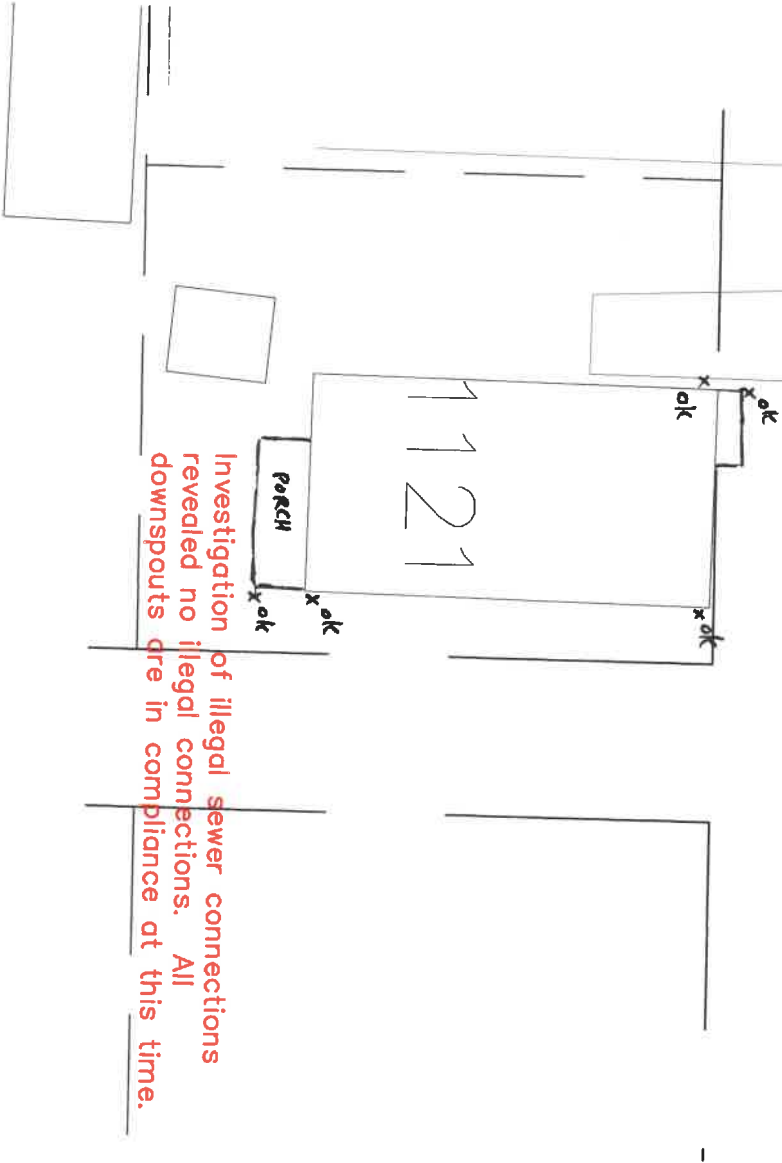 ok
ok
1121
PORCH
ok
ok
ok
Investigation of illegal sewer connections
revealed no illegal connections. All
downspouts are in compliance at this time.